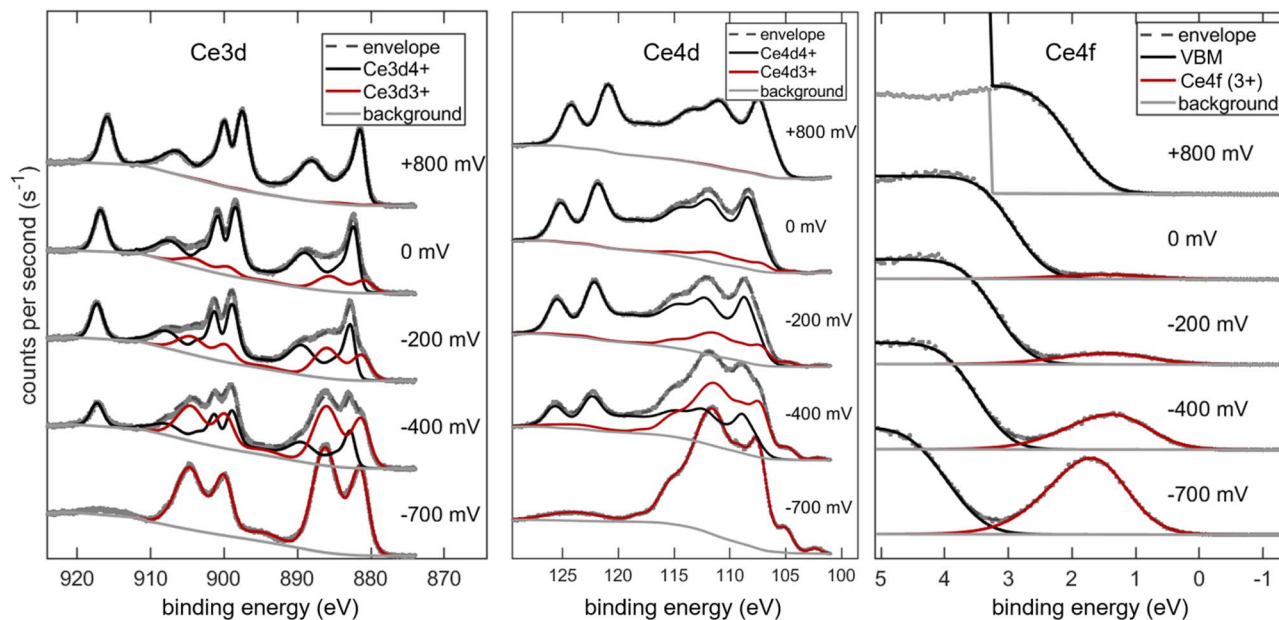 Ce3d
envelope
Ce3d4+
Ce3d3+
background
+800 mV
0 mV
-200 mV
-400 mV
-700 mV
counts per second (s-1)
920 910 900 890 880 870
binding energy (eV)
Ce4d
envelope
Ce4d4+
Ce4d3+
background
+800 mV
0 mV
-200 mV
-400 mV
-700 mV
125 120 115 110 105 100
binding energy (eV)
Ce4f
envelope
VBM
Ce4f (3+)
background
+800 mV
0 mV
-200 mV
-400 mV
-700 mV
5 4 3 2 1 0 -1
binding energy (eV)